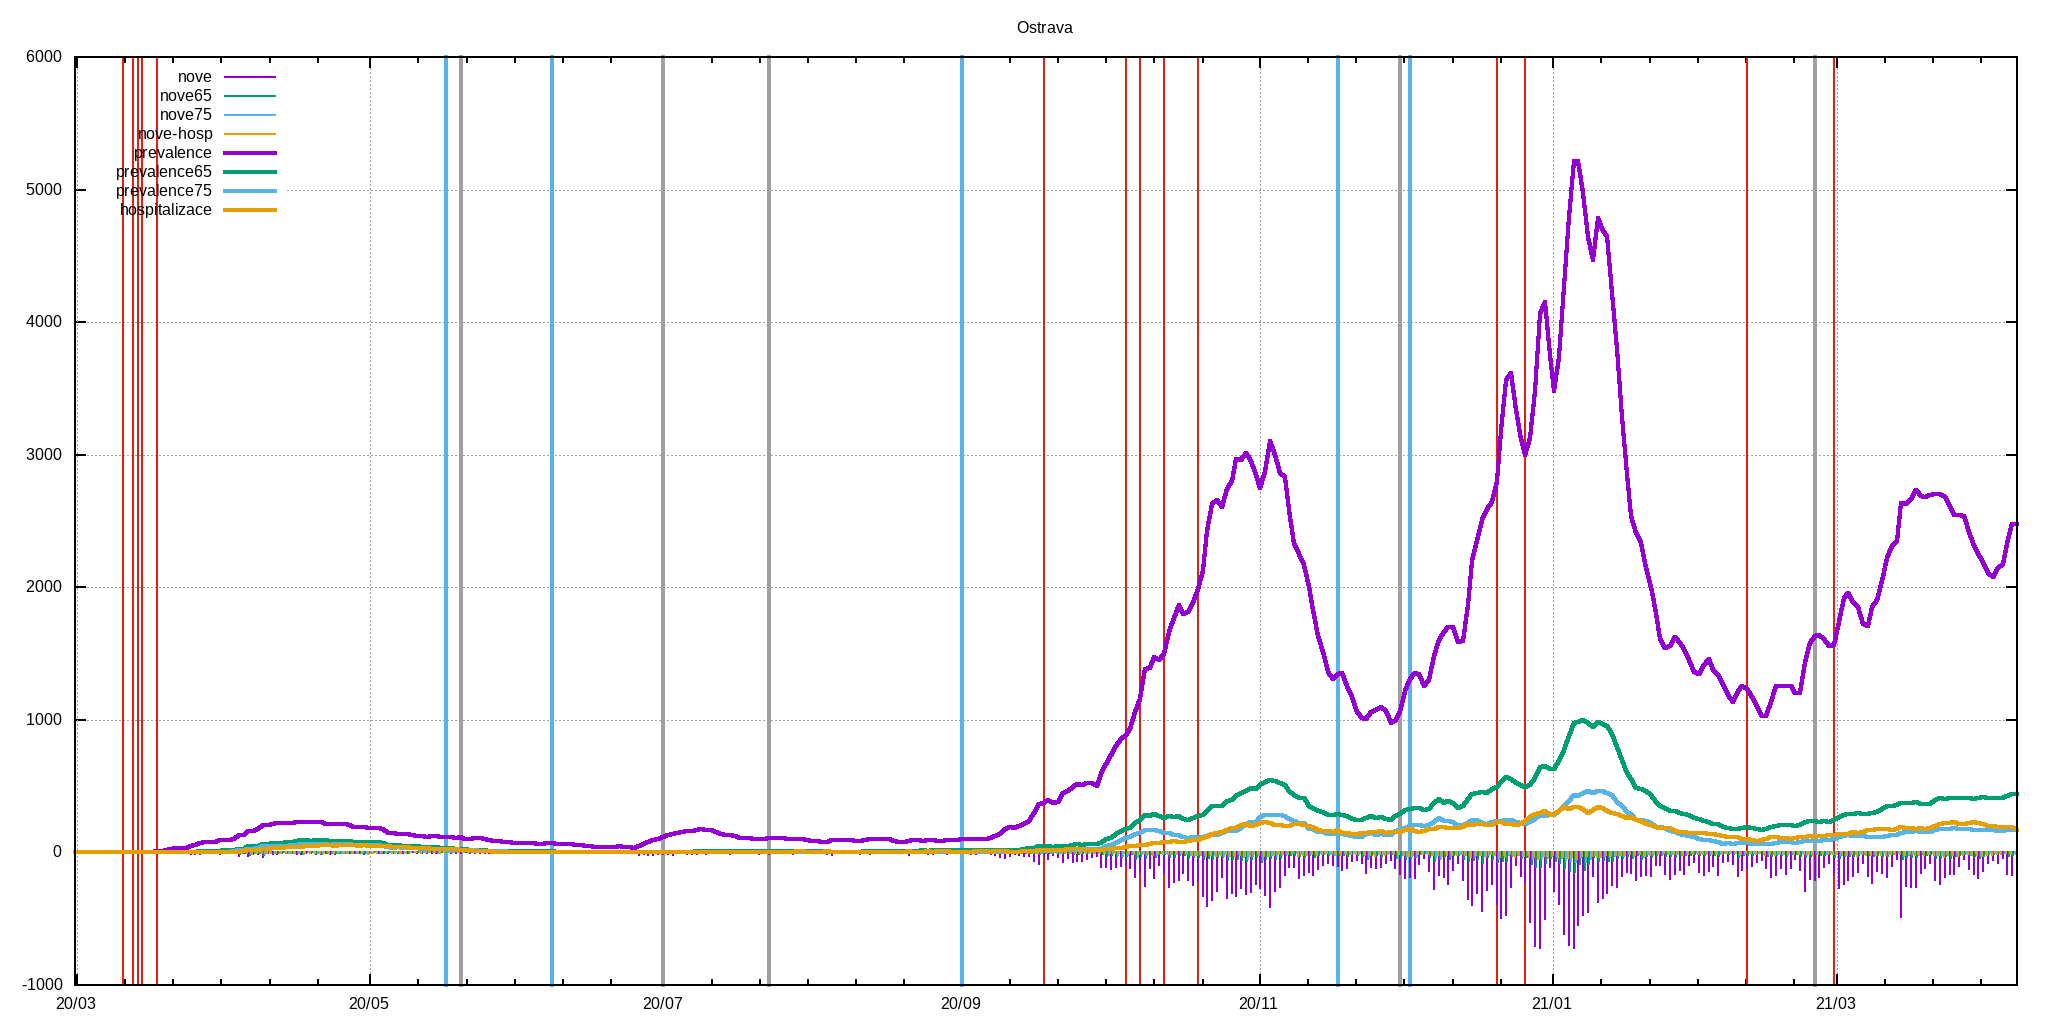 Ostrava
6000
5000
4000
3000
2000
1000
0
-1000
nove
nove65
nove75
nove-hosp
prevalence
prevalence65
prevalence75
hospitalizace
20/03 20/05 20/07 20/09 20/11 21/01 21/03